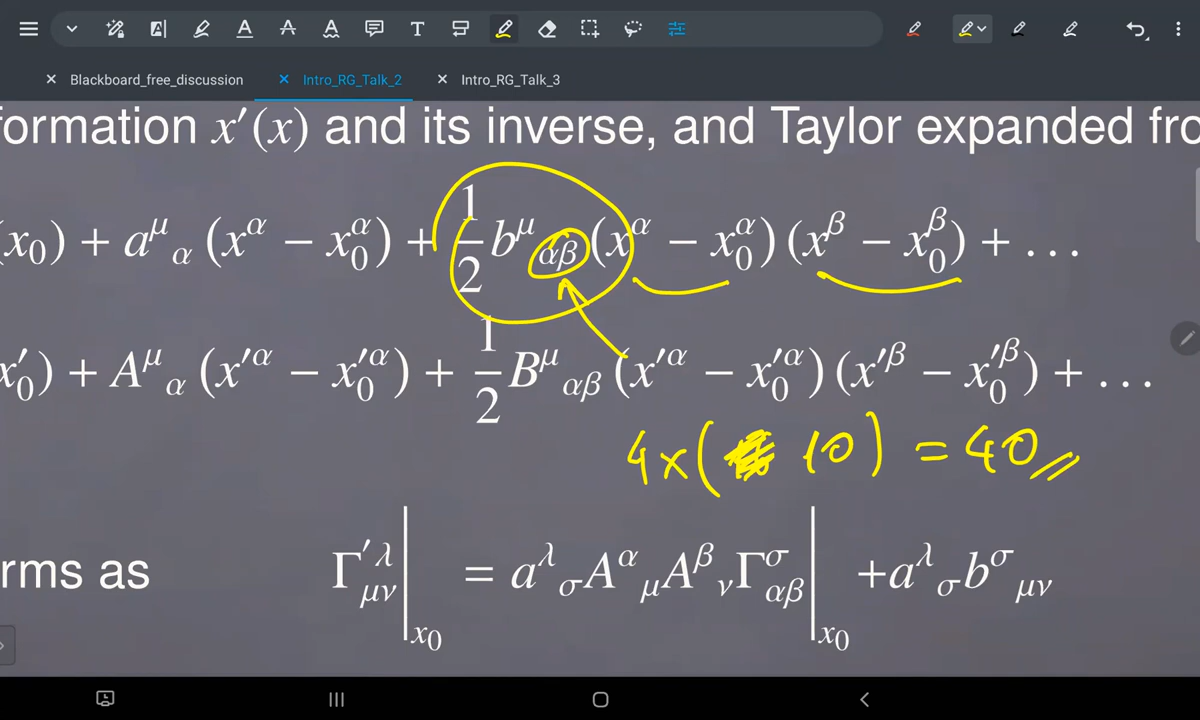 Blackboard_free_discussion Intro_RG_Talk_2 Intro_RG_Talk_3
formation x′(x) and its inverse, and Taylor expanded fro
(x₀) + a^μ_α (x^α − x₀^α) + 1/2 b^μ_αβ (x^α − x₀^α)(x^β − x₀^β) + …
x′₀) + A^μ_α (x′^α − x′₀^α) + 1/2 B^μ_αβ (x′^α − x′₀^α)(x′^β − x′₀^β) + …
4x( 10 ) = 40
rms as Γ′^λ_μν |_x₀ = a^λ_σ A^α_μ A^β_ν Γ^σ_αβ |_x₀ + a^λ_σ b^σ_μν